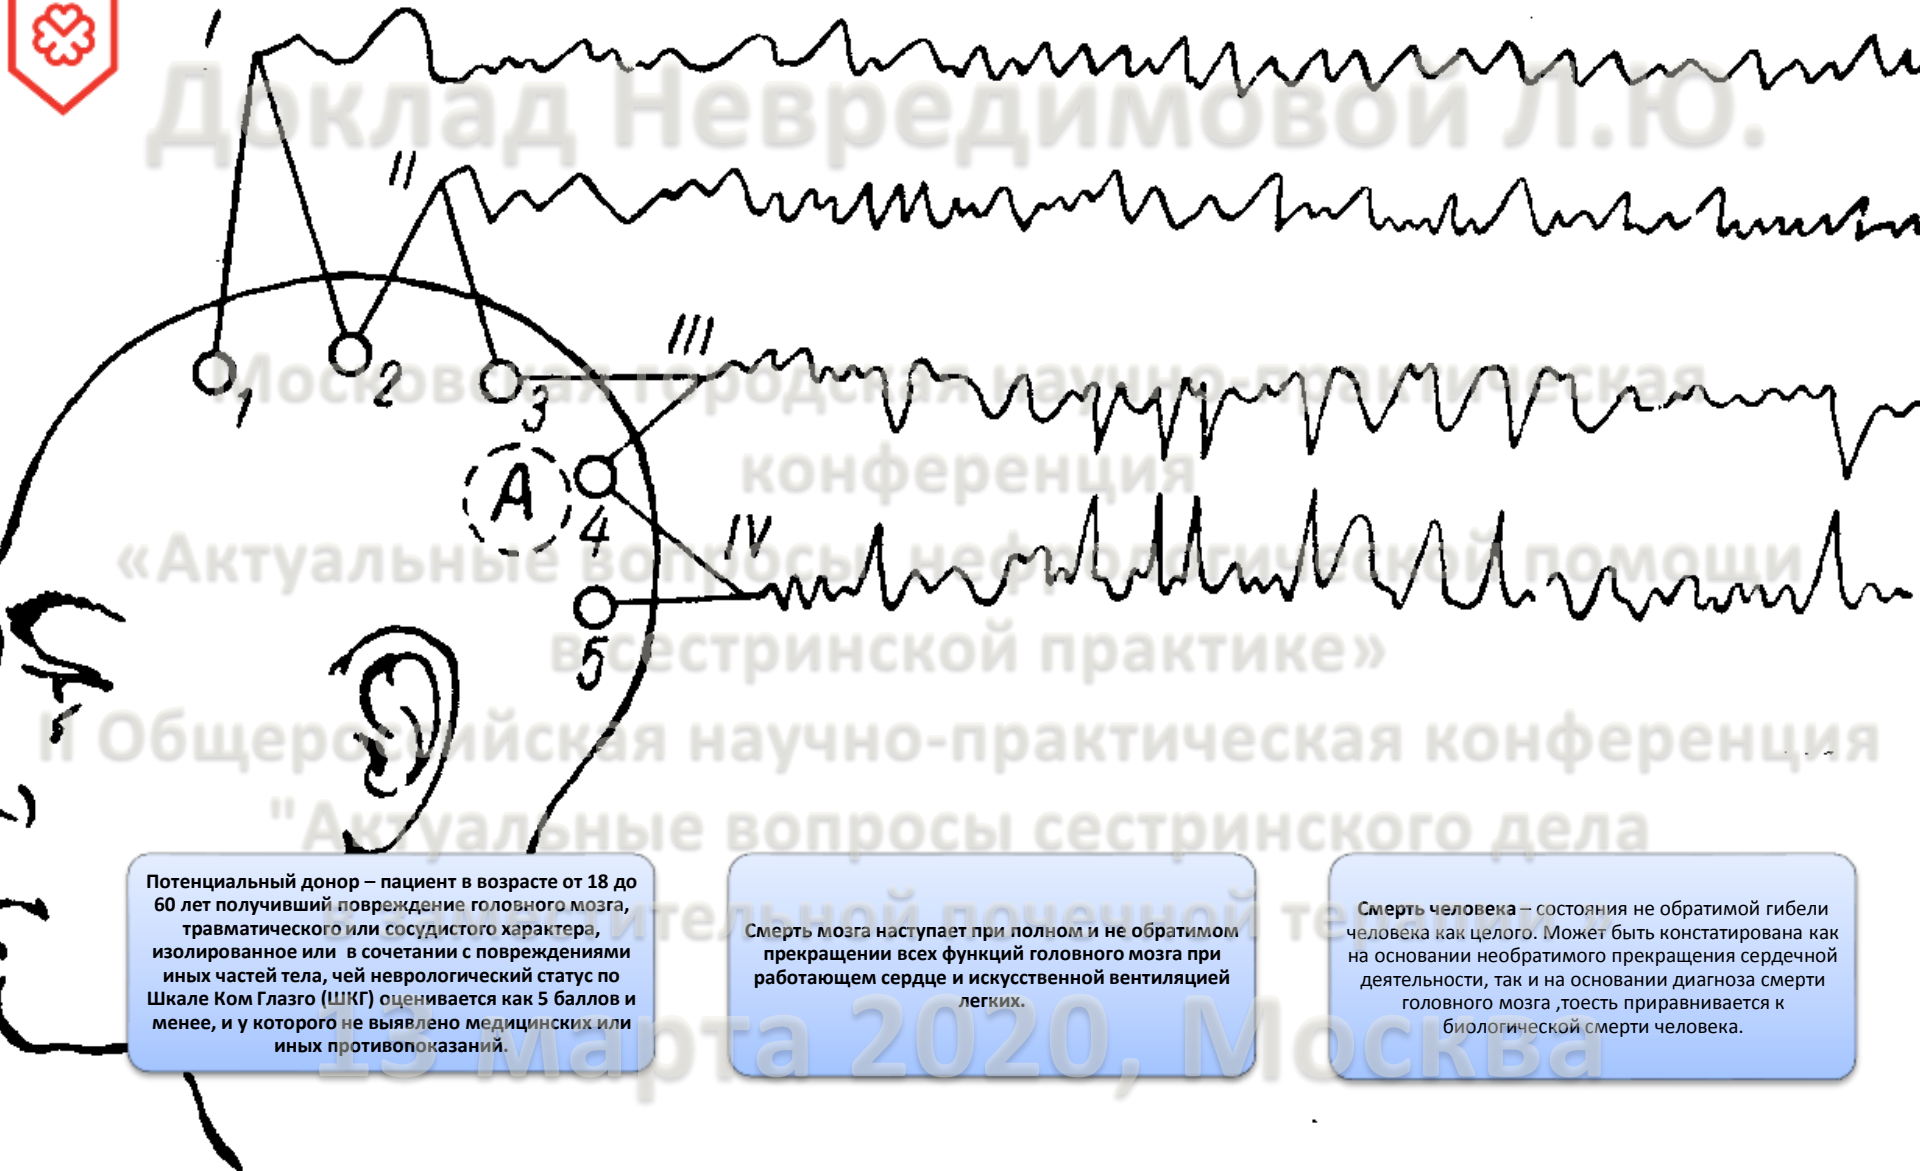 I
Доклад Невредимовой Л.Ю.
II
III
1
2
3
Московская городская научно-практическая
конференция
A
4
IV
«Актуальные вопросы нефрологической помощи
в сестринской практике»
5
II Общероссийская научно-практическая конференция
"Актуальные вопросы сестринского дела
в заместительной почечной терапии»
13 марта 2020, Москва
Потенциальный донор – пациент в возрасте от 18 до
60 лет получивший повреждение головного мозга,
травматического или сосудистого характера,
изолированное или в сочетании с повреждениями
иных частей тела, чей неврологический статус по
Шкале Ком Глазго (ШКГ) оценивается как 5 баллов и
менее, и у которого не выявлено медицинских или
иных противопоказаний.
Смерть мозга наступает при полном и не обратимом
прекращении всех функций головного мозга при
работающем сердце и искусственной вентиляцией
легких.
Смерть человека – состояния не обратимой гибели
человека как целого. Может быть констатирована как
на основании необратимого прекращения сердечной
деятельности, так и на основании диагноза смерти
головного мозга ,тоесть приравнивается к
биологической смерти человека.